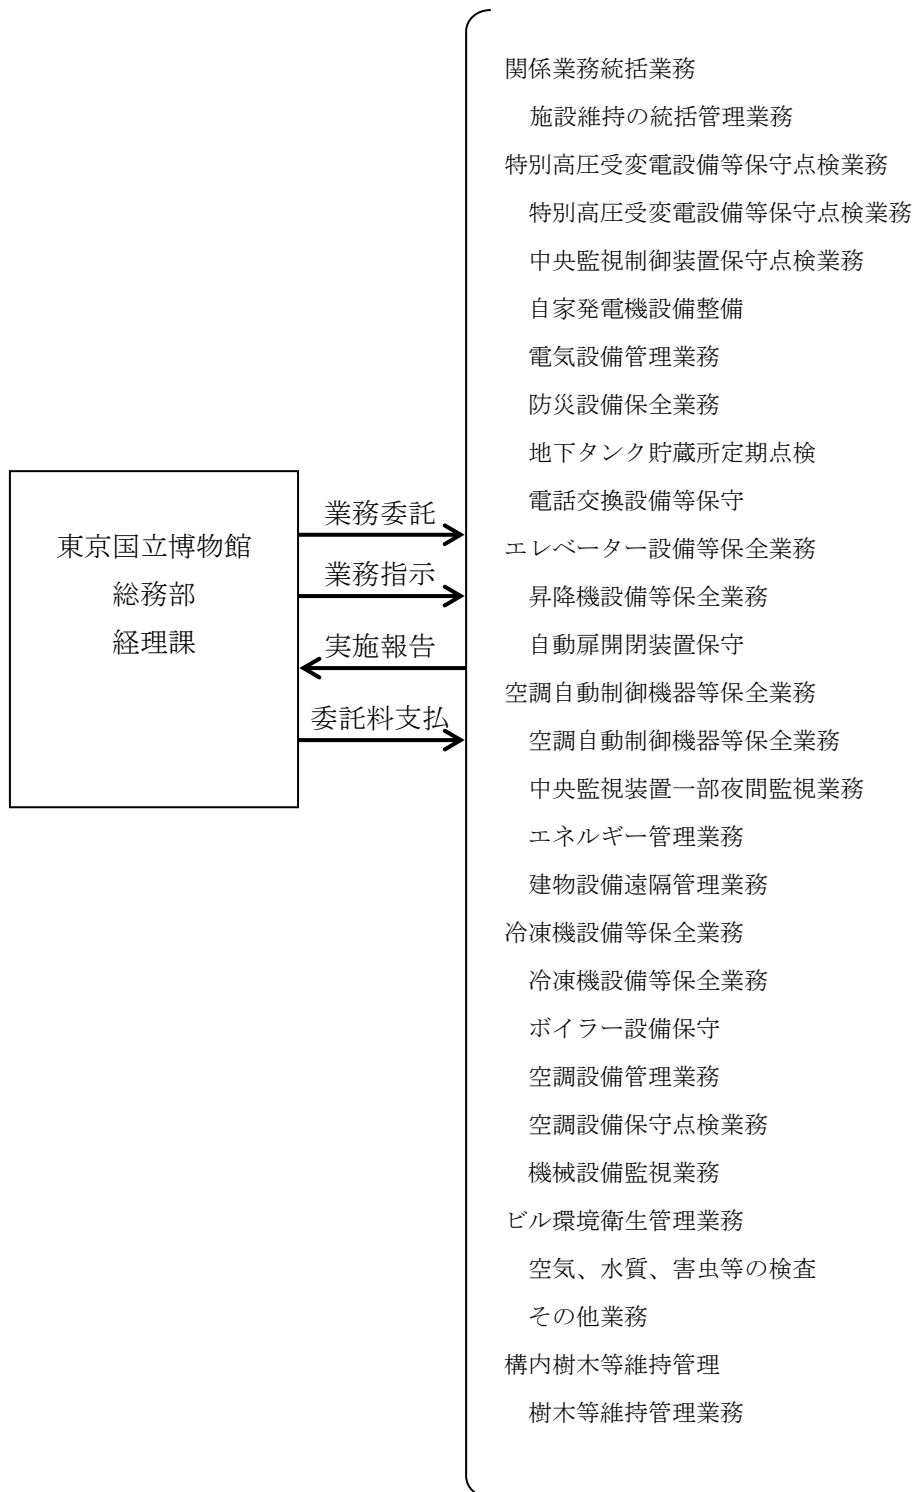 東京国立博物館
総務部
経理課
業務委託
業務指示
実施報告
委託料支払
関係業務統括業務
施設維持の統括管理業務
特別高圧受変電設備等保守点検業務
特別高圧受変電設備等保守点検業務
中央監視制御装置保守点検業務
自家発電機設備整備
電気設備管理業務
防災設備保全業務
地下タンク貯蔵所定期点検
電話交換設備等保守
エレベーター設備等保全業務
昇降機設備等保全業務
自動扉開閉装置保守
空調自動制御機器等保全業務
空調自動制御機器等保全業務
中央監視装置一部夜間監視業務
エネルギー管理業務
建物設備遠隔管理業務
冷凍機設備等保全業務
冷凍機設備等保全業務
ボイラー設備保守
空調設備管理業務
空調設備保守点検業務
機械設備監視業務
ビル環境衛生管理業務
空気、水質、害虫等の検査
その他業務
構内樹木等維持管理
樹木等維持管理業務